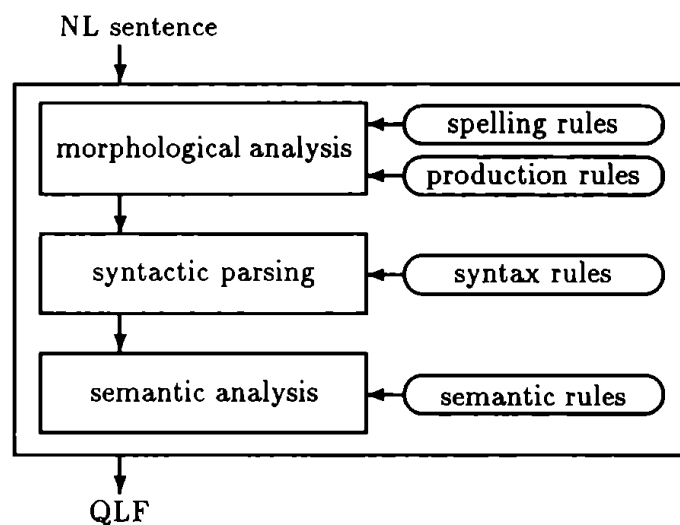 NL sentence
morphological analysis
spelling rules
production rules
syntactic parsing
syntax rules
semantic analysis
semantic rules
QLF